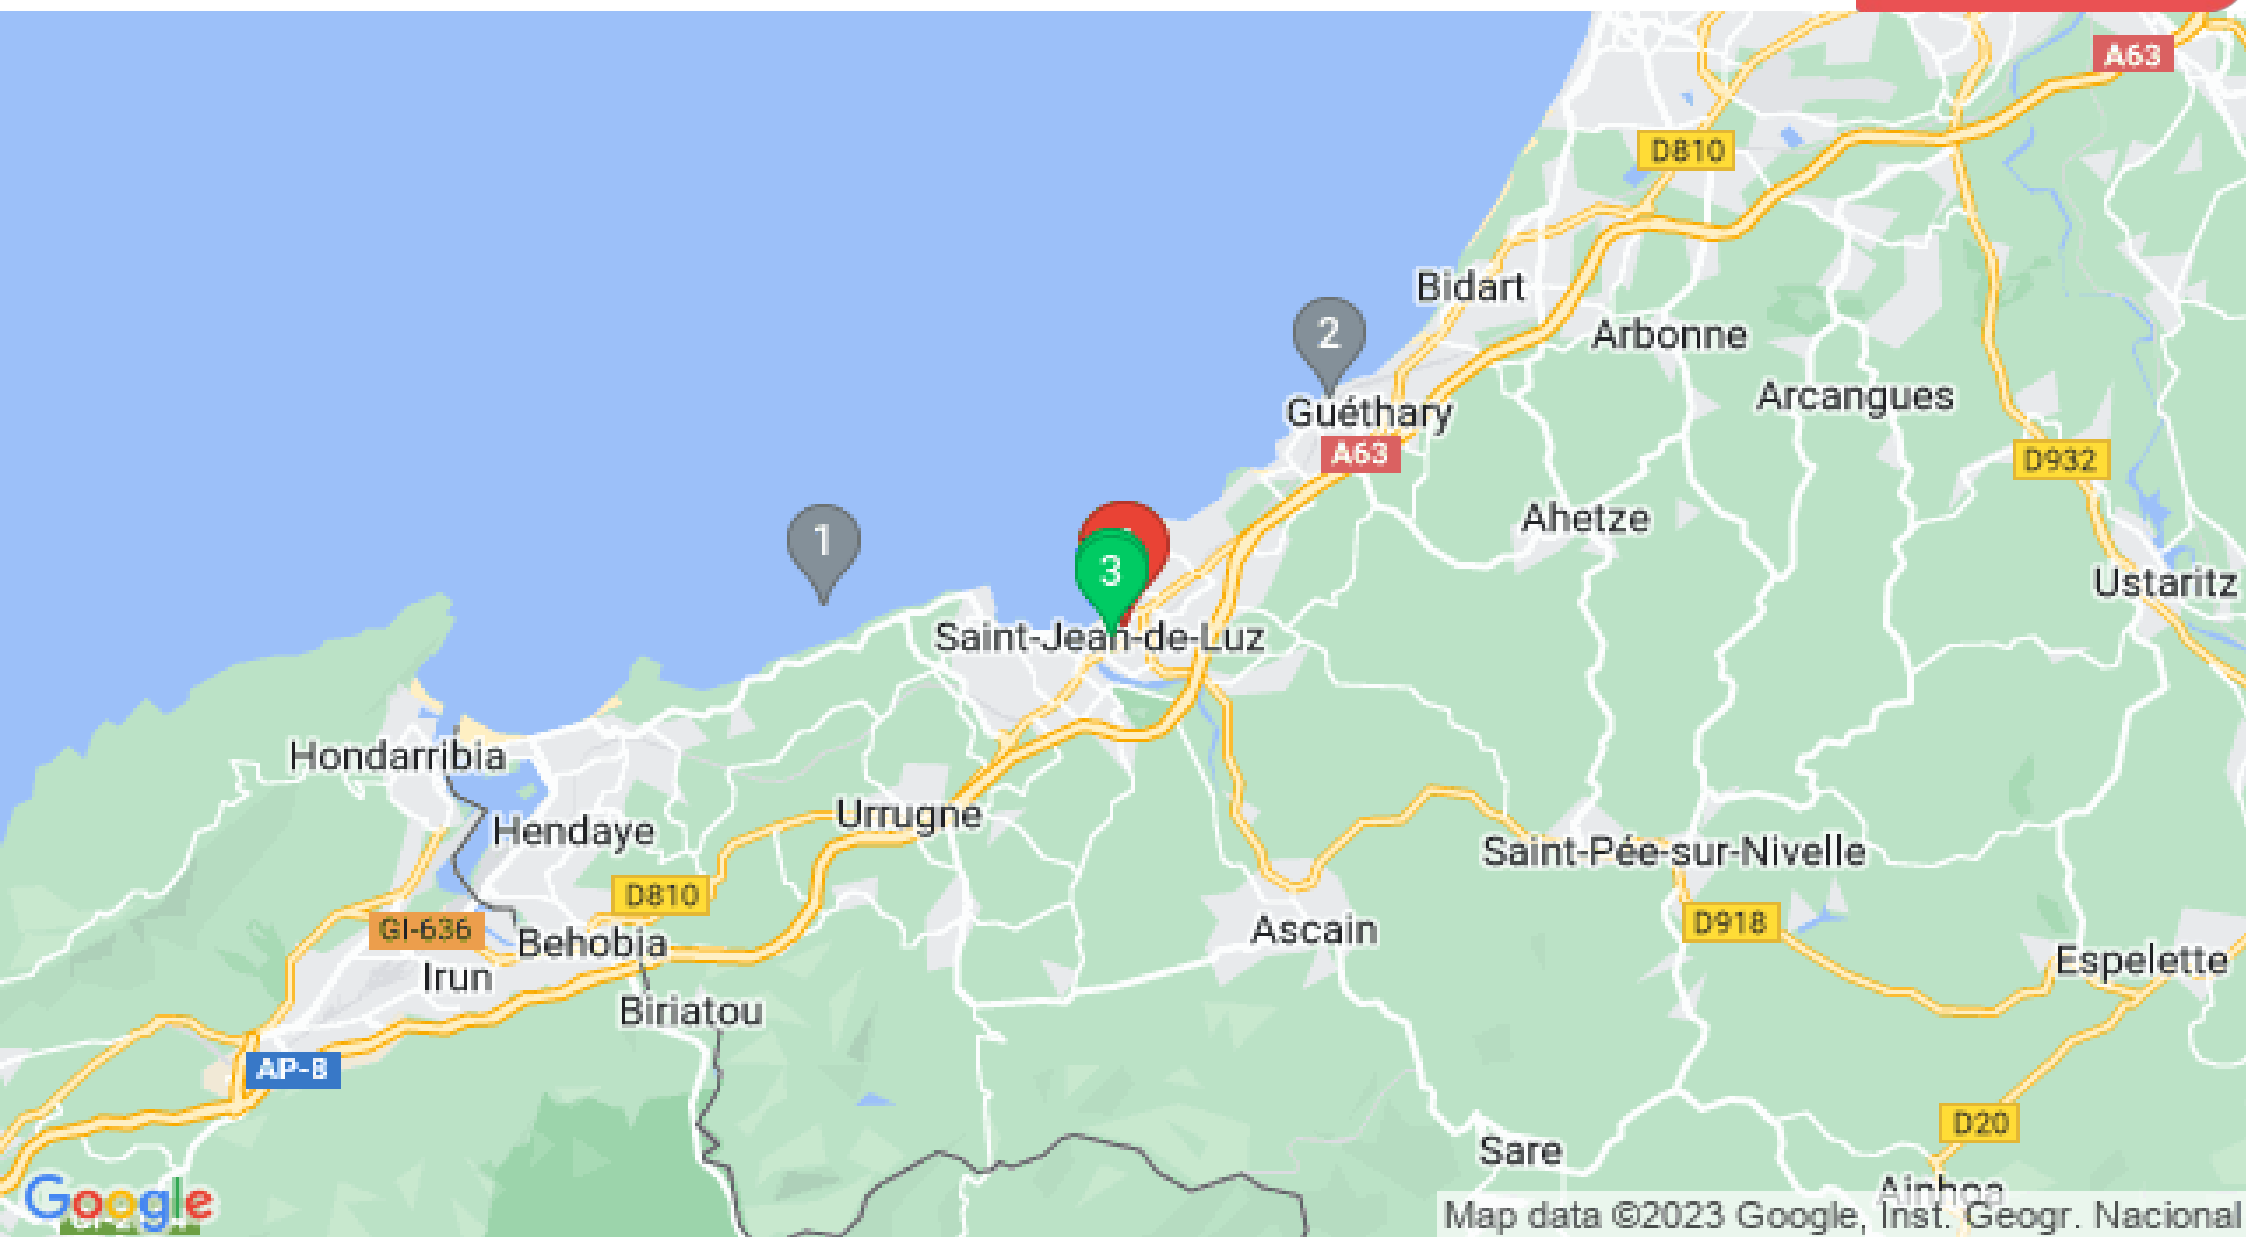 A63
D810
Bidart
2
Arbonne
Arcangues
Guéthary
A63
D932
1
Ahetze
3
Ustaritz
Saint-Jean-de-Luz
Hondarribia
Urrugne
Hendaye
Saint-Pée-sur-Nivelle
D810
D918
GI-636
Behobia
Ascain
Irun
Espelette
Biriatou
AP-8
D20
Sare
Ainhoa
Google
Map data ©2023 Google, Inst. Geogr. Nacional